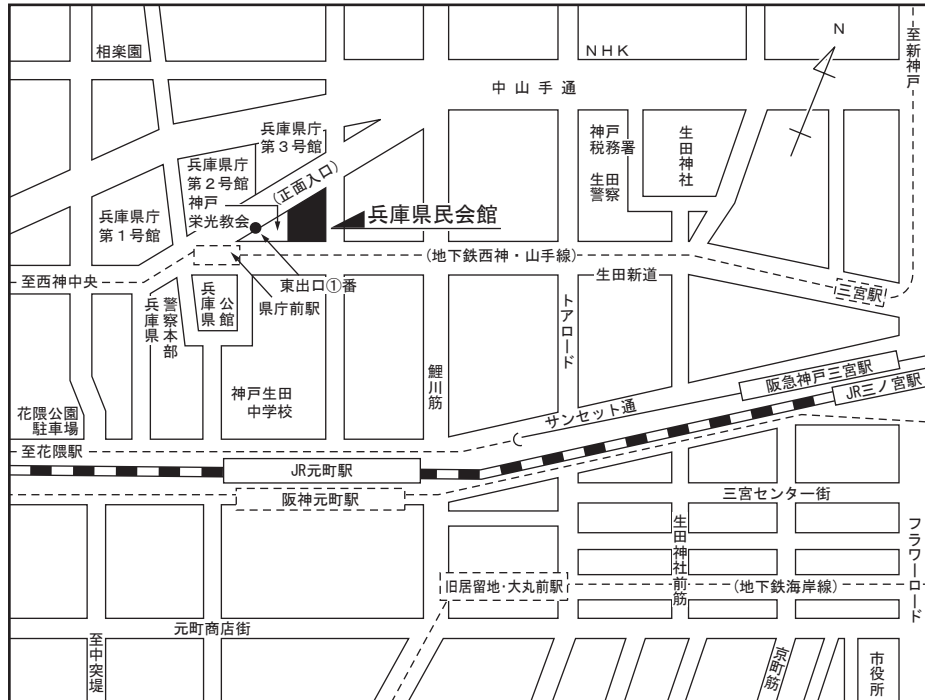 相楽園
NHK
N
至新神戸
中山手通
兵庫県庁
第3号館
神戸
税務署
生田
警察
生田神社
兵庫県庁
第2号館
(正面入口)
神戸
栄光教会
兵庫県民会館
兵庫県庁
第1号館
(地下鉄西神・山手線)
至西神中央
東出口①番
県庁前駅
生田新道
三宮駅
兵庫県
公館
兵庫県
警察本部
トアロード
鯉川筋
神戸生田
中学校
阪急神戸三宮駅
JR三ノ宮駅
サンセット通
花隈公園
駐車場
至花隈駅
JR元町駅
阪神元町駅
三宮センター街
生田神社前筋
フラワーロード
旧居留地・大丸前駅
(地下鉄海岸線)
元町商店街
至中突堤
京町筋
市役所